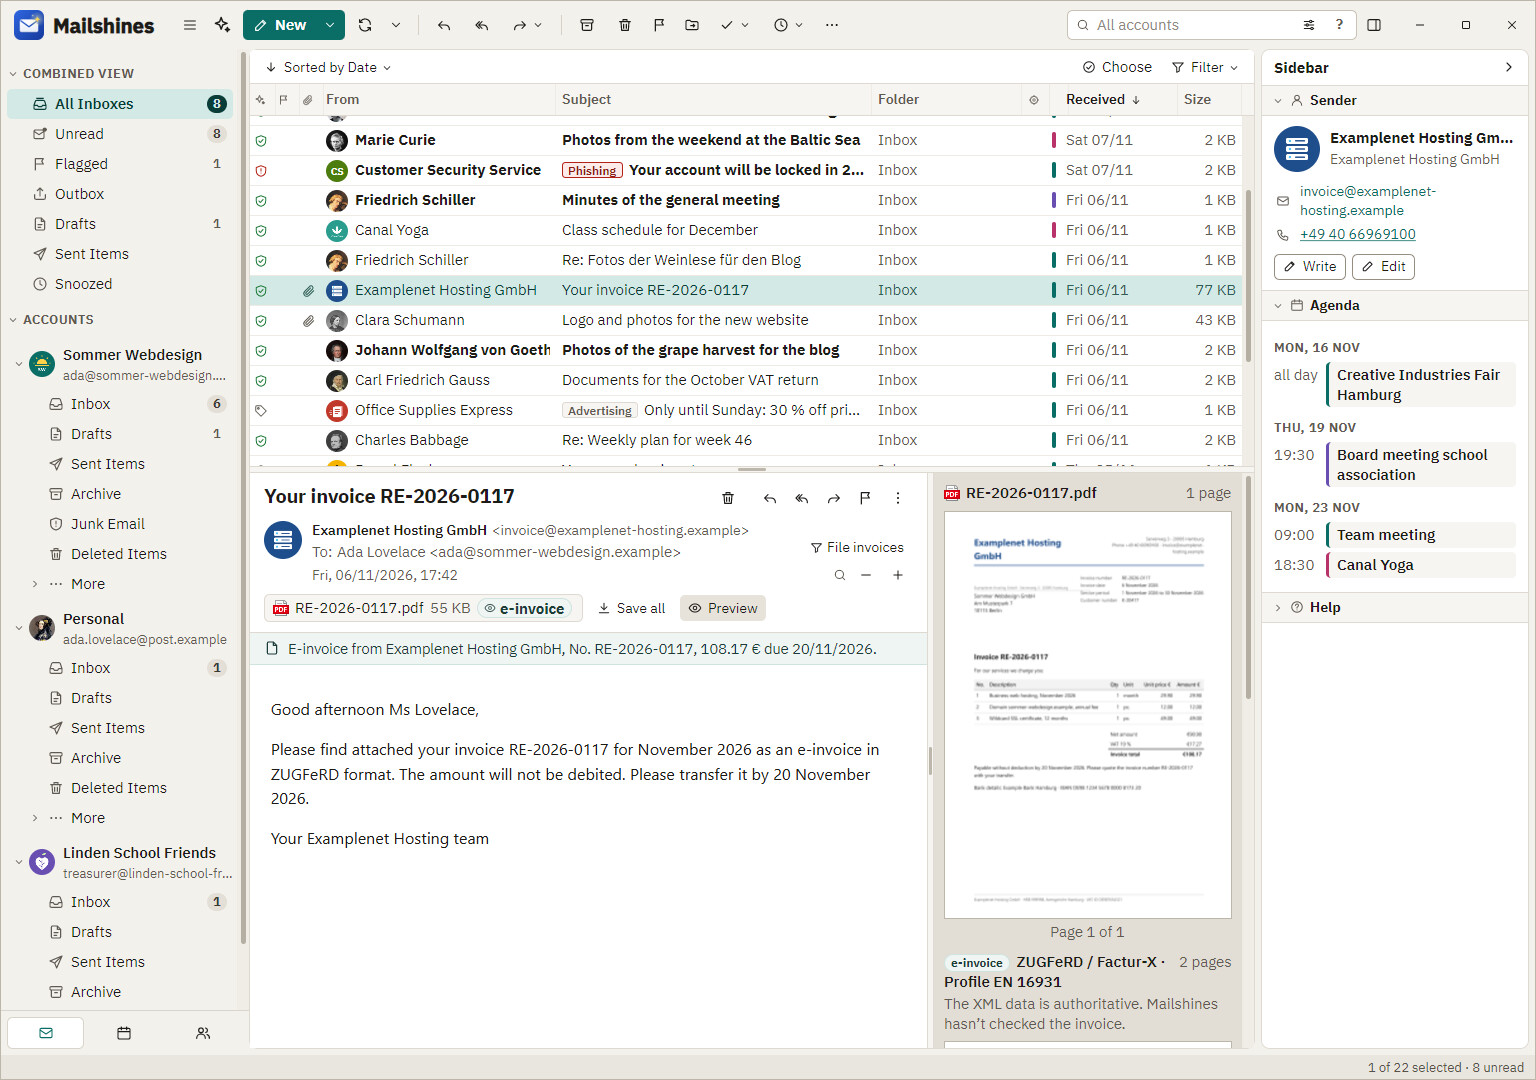 Mailshines
New
All accounts
?
COMBINED VIEW
All Inboxes 8
Unread 8
Flagged 1
Outbox
Drafts 1
Sent Items
Snoozed
ACCOUNTS
Sommer Webdesign
ada@sommer-webdesign....
Inbox 6
Drafts 1
Sent Items
Archive
Junk Email
Deleted Items
More
Personal
ada.lovelace@post.example
Inbox 1
Drafts
Sent Items
Archive
Deleted Items
More
Linden School Friends
treasurer@linden-school-fr...
Inbox 1
Drafts
Sent Items
Archive
Sorted by Date
Choose
Filter
From Subject Folder Received Size
Marie Curie Photos from the weekend at the Baltic Sea Inbox Sat 07/11 2 KB
CS Customer Security Service Phishing Your account will be locked in 2... Inbox Sat 07/11 2 KB
Friedrich Schiller Minutes of the general meeting Inbox Fri 06/11 1 KB
Canal Yoga Class schedule for December Inbox Fri 06/11 1 KB
Friedrich Schiller Re: Fotos der Weinlese für den Blog Inbox Fri 06/11 1 KB
Examplenet Hosting GmbH Your invoice RE-2026-0117 Inbox Fri 06/11 77 KB
Clara Schumann Logo and photos for the new website Inbox Fri 06/11 43 KB
Johann Wolfgang von Goeth Photos of the grape harvest for the blog Inbox Fri 06/11 2 KB
Carl Friedrich Gauss Documents for the October VAT return Inbox Fri 06/11 2 KB
Office Supplies Express Advertising Only until Sunday: 30 % off pri... Inbox Fri 06/11 1 KB
Charles Babbage Re: Weekly plan for week 46 Inbox Fri 06/11 2 KB
Your invoice RE-2026-0117
Examplenet Hosting GmbH <invoice@examplenet-hosting.example>
To: Ada Lovelace <ada@sommer-webdesign.example>
Fri, 06/11/2026, 17:42
File invoices
PDF RE-2026-0117.pdf 55 KB e-invoice
Save all
Preview
E-invoice from Examplenet Hosting GmbH, No. RE-2026-0117, 108.17 € due 20/11/2026.
Good afternoon Ms Lovelace,
Please find attached your invoice RE-2026-0117 for November 2026 as an e-invoice in
ZUGFeRD format. The amount will not be debited. Please transfer it by 20 November
2026.
Your Examplenet Hosting team
PDF RE-2026-0117.pdf 1 page
Examplenet Hosting
GmbH
Invoice RE-2026-0117
For our services we charge you:
No. Description Qty Unit Unit price € Amount €
Invoice total €108.17
Page 1 of 1
e-invoice ZUGFeRD / Factur-X · 2 pages
Profile EN 16931
The XML data is authoritative. Mailshines
hasn't checked the invoice.
Sidebar
Sender
Examplenet Hosting Gm...
Examplenet Hosting GmbH
invoice@examplenet-
hosting.example
+49 40 66969100
Write
Edit
Agenda
MON, 16 NOV
all day Creative Industries Fair
Hamburg
THU, 19 NOV
19:30 Board meeting school
association
MON, 23 NOV
09:00 Team meeting
18:30 Canal Yoga
Help
1 of 22 selected · 8 unread